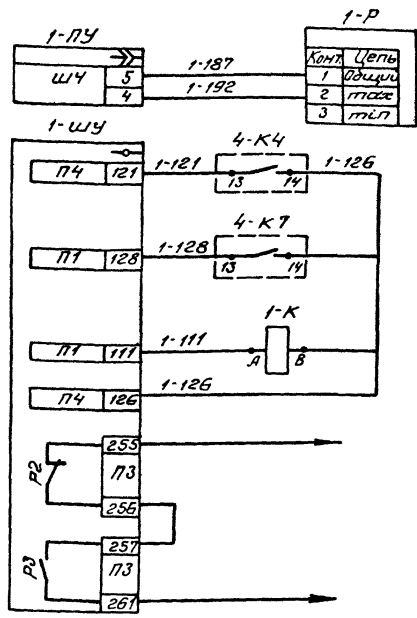 1-ПУ
1-Р
ШЧ
5
4
1-187
1-192
Конт. Цепь
1 Общий
2 max
3 min
1-ШУ
П4 121
1-121
4-К4
13 14
1-126
П1 128
1-128
4-К7
13 14
1-К
П1 111
1-111
А В
П4 126
1-126
255
Р2
П3
256
257
Р3
П3
261